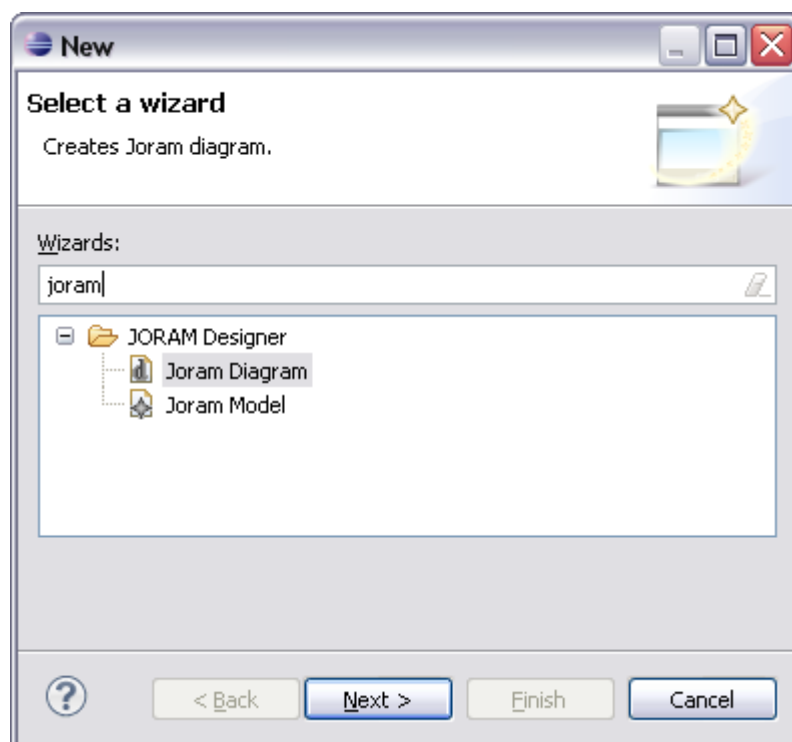 New
Select a wizard
Creates Joram diagram.
Wizards:
joram
JORAM Designer
Joram Diagram
Joram Model
? < Back Next > Finish Cancel